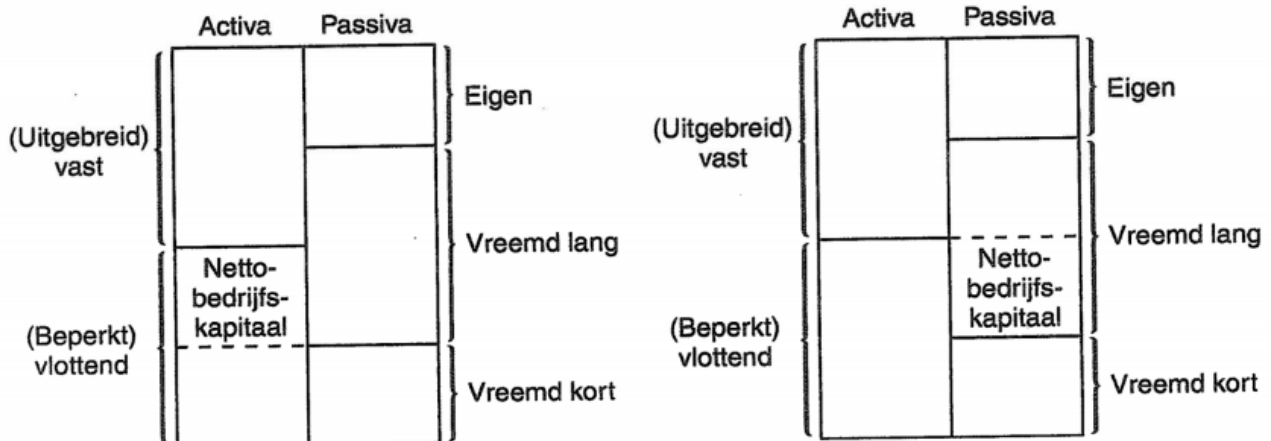 Activa Passiva
Eigen
(Uitgebreid)
vast
Vreemd lang
Netto-
bedrijfs-
kapitaal
(Beperkt)
vlottend
Vreemd kort
Activa Passiva
Eigen
(Uitgebreid)
vast
Vreemd lang
Netto-
bedrijfs-
kapitaal
(Beperkt)
vlottend
Vreemd kort